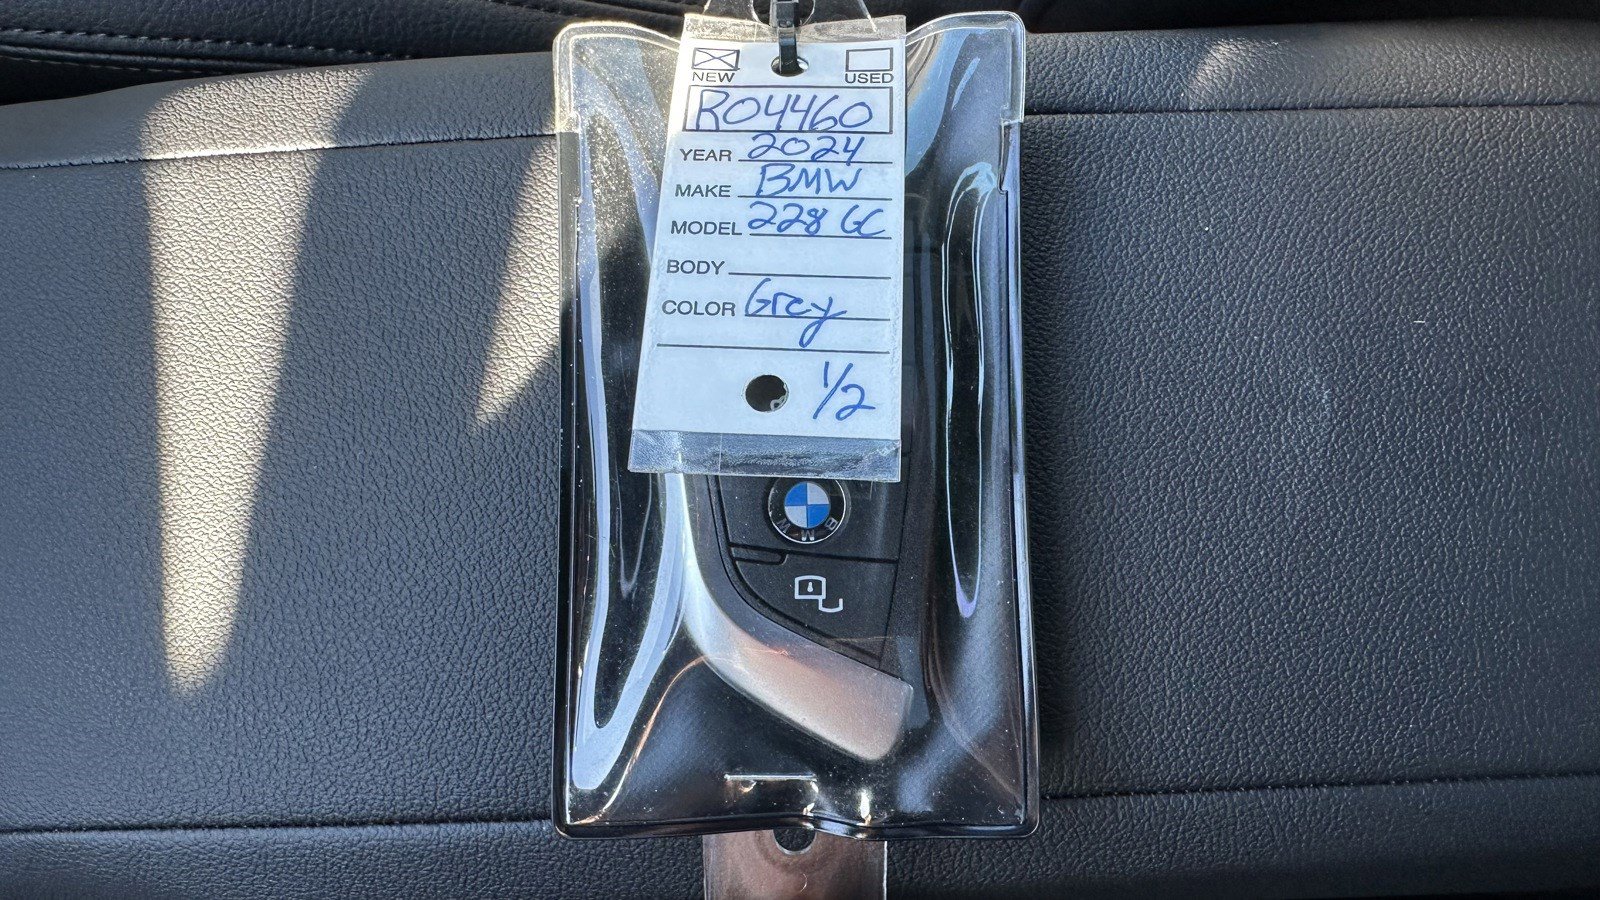 NEW USED
R04460
YEAR 2024
MAKE BMW
MODEL 228 GC
BODY
COLOR Grey
1/2
BMW